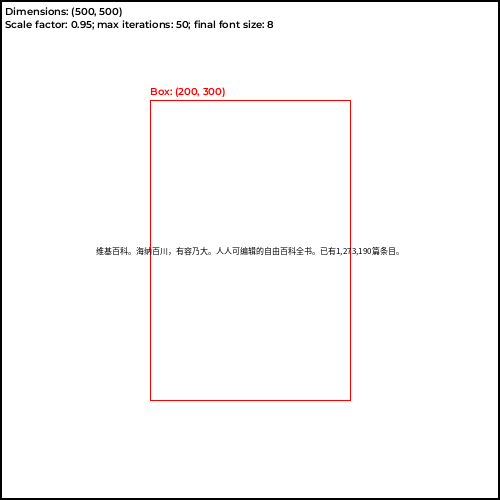 Dimensions: (500, 500)
Scale factor: 0.95; max iterations: 50; final font size: 8
Box: (200, 300)
维基百科。海纳百川，有容乃大。人人可编辑的自由百科全书。已有1,273,190篇条目。